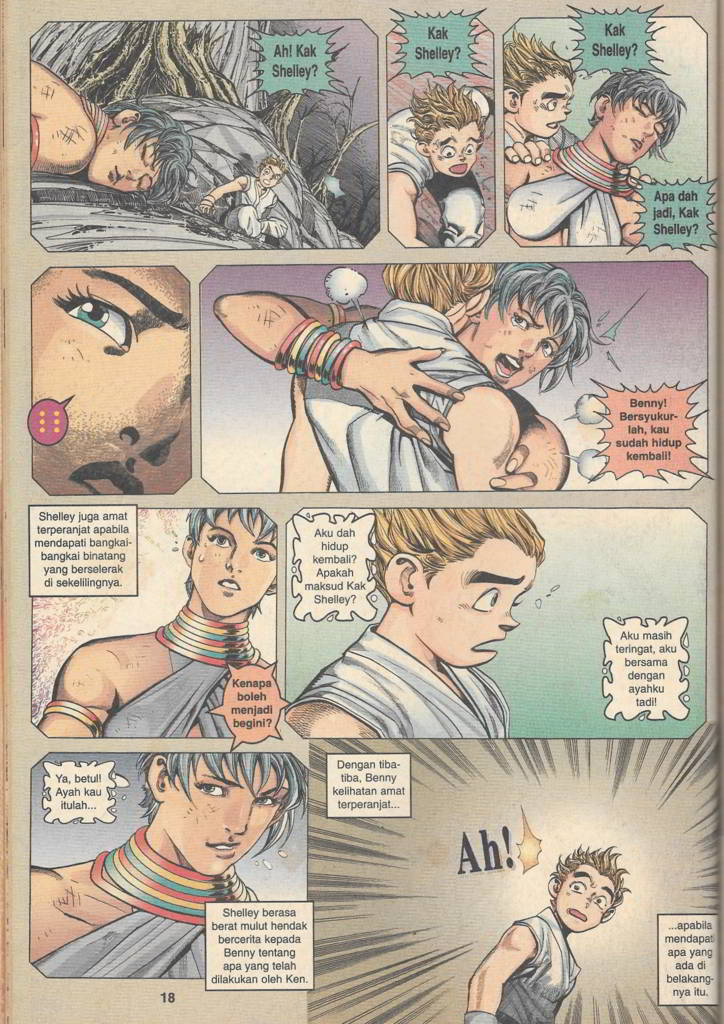 Ah! Kak
Shelley?
Kak
Shelley?
Kak
Shelley?
Apa dah
jadi, Kak
Shelley?
Benny!
Bersyukur-
lah, kau
sudah hidup
kembali!
Shelley juga amat
terperanjat apabila
mendapati bangkai-
bangkai binatang
yang berselerak
di sekelilingnya.
Kenapa
boleh
menjadi
begini?
Aku dah
hidup
kembali?
Apakah
maksud Kak
Shelley?
Aku masih
teringat, aku
bersama
dengan
ayahku
tadi!
Ya, betul!
Ayah kau
itulah...
Shelley berasa
berat mulut hendak
bercerita kepada
Benny tentang
apa yang telah
dilakukan oleh Ken.
Dengan tiba-
tiba, Benny
kelihatan amat
terperanjat...
Ah!
...apabila
mendapati
apa yang
ada di
belakang-
nya itu.
18